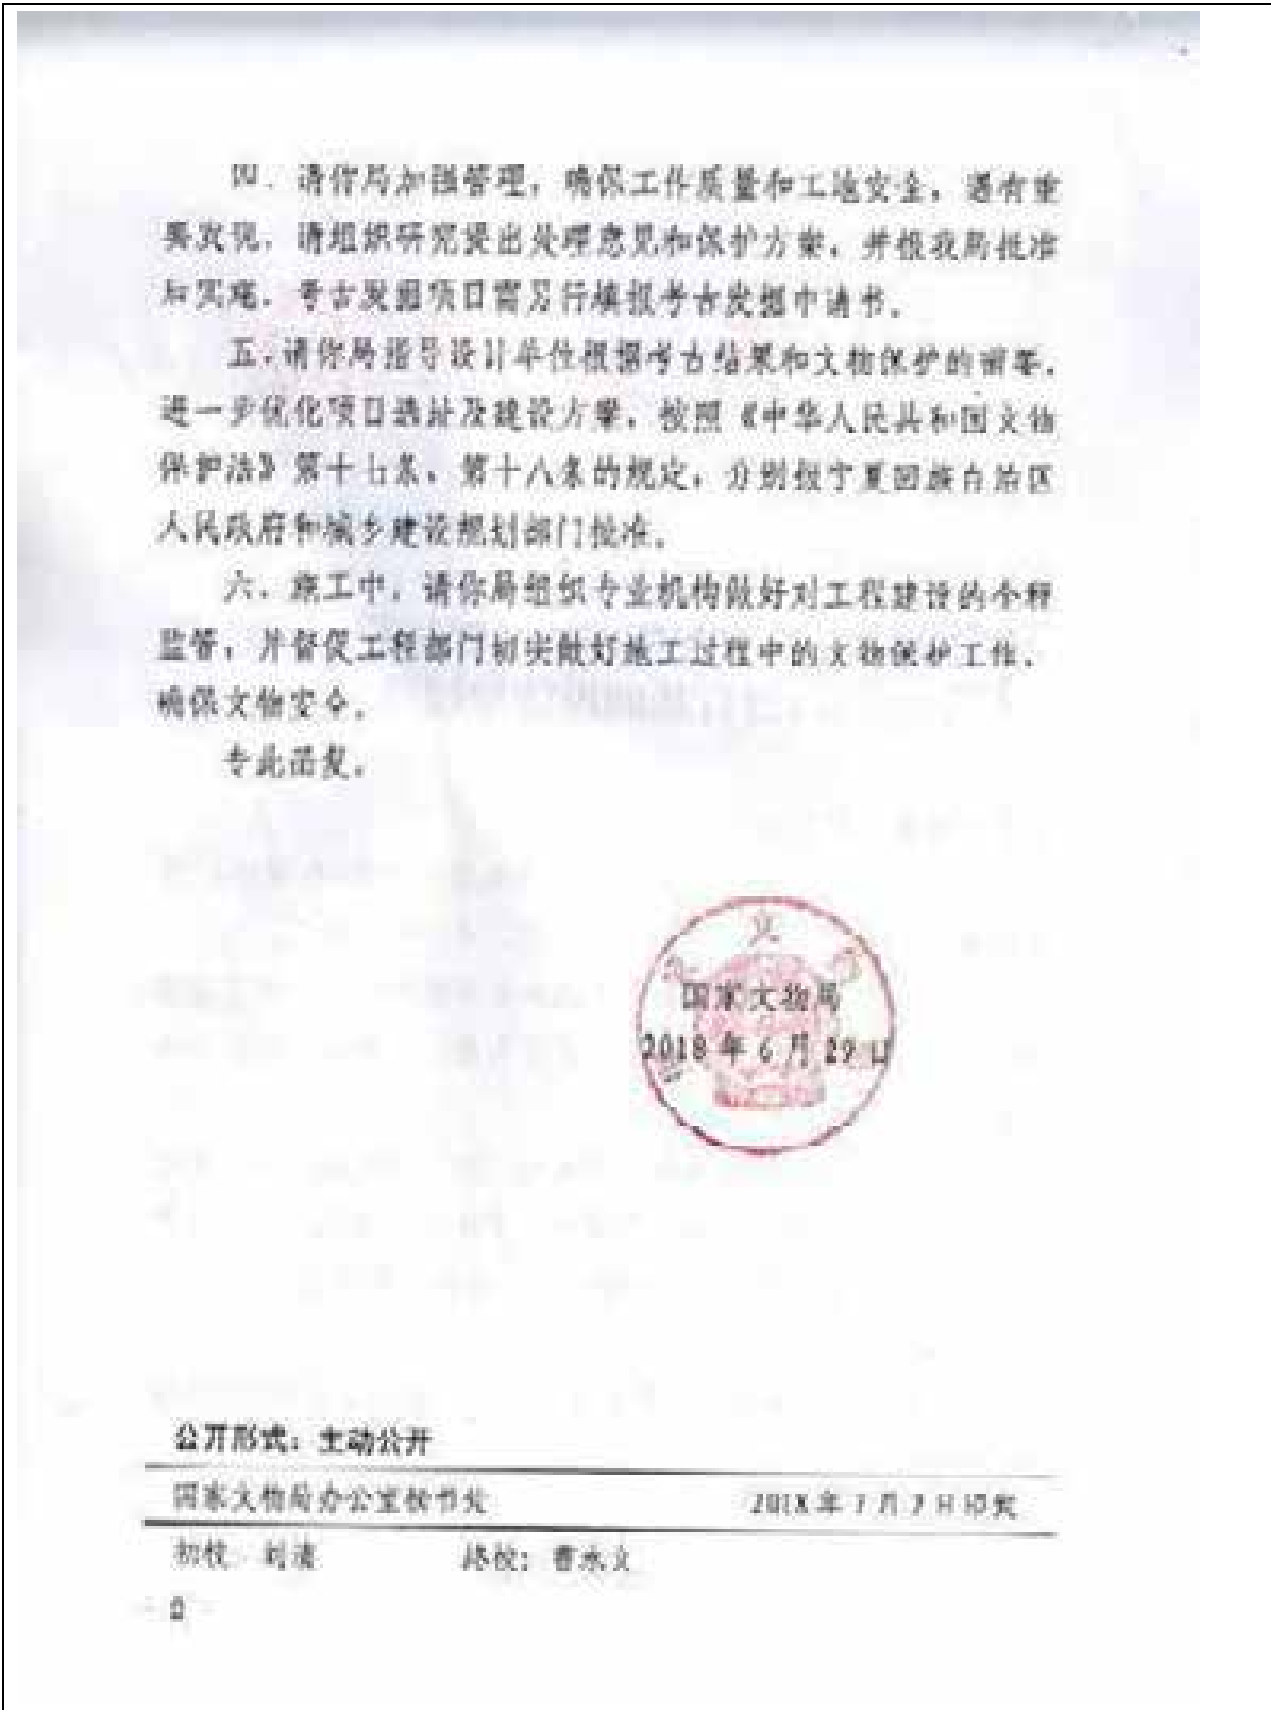 四、请你局加强管理，确保工作质量和工地安全，遇有重
要发现，请组织研究提出处理意见和保护方案，并报我局批准
后实施。考古发掘项目需另行填报考古发掘申请书。
五、请你局指导设计单位根据考古结果和文物保护的需要，
进一步优化项目选址及建设方案，按照《中华人民共和国文物
保护法》第十七条、第十八条的规定，分别报宁夏回族自治区
人民政府和城乡建设规划部门批准。
六、施工中，请你局组织专业机构做好对工程建设的全程
监管，并督促工程部门切实做好施工过程中的文物保护工作，
确保文物安全。
专此函复。
国家文物局
2018年6月29日
公开形式：主动公开
国家文物局办公室秘书处 2018年7月 日印发
初校：刘清 终校：曹永